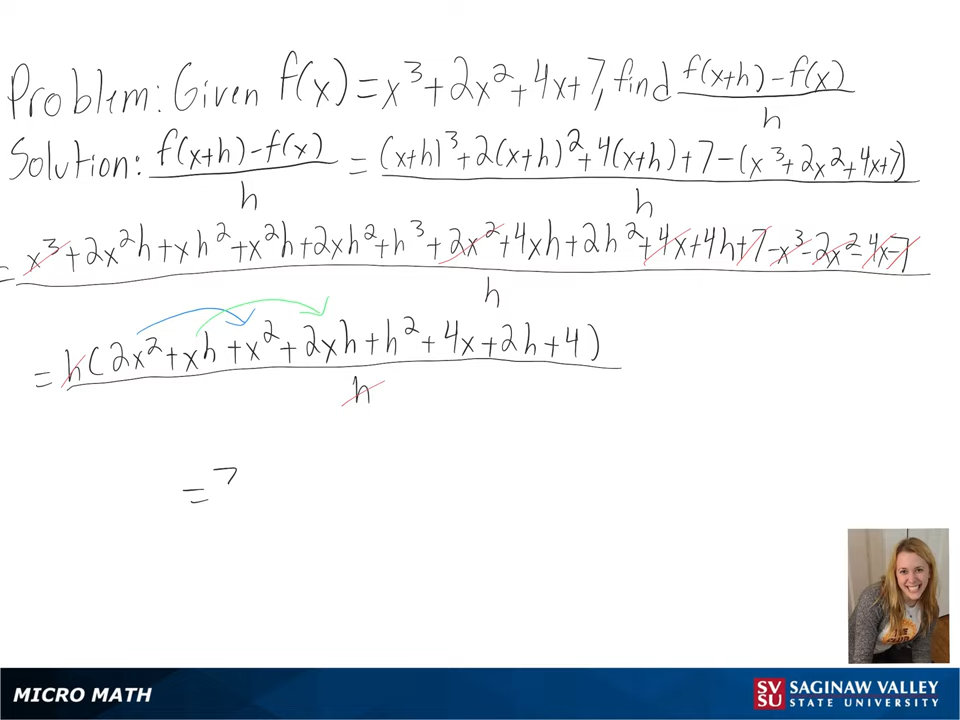 Problem: Given f(x) = x³ + 2x² + 4x + 7, find (f(x+h) - f(x))/h
Solution: (f(x+h) - f(x))/h = ((x+h)³ + 2(x+h)² + 4(x+h) + 7 - (x³ + 2x² + 4x + 7))/h
= (x³ + 2x²h + xh² + x²h + 2xh² + h³ + 2x² + 4xh + 2h² + 4x + 4h + 7 - x³ - 2x² - 4x - 7)/h
= h(2x² + xh + x² + 2xh + h² + 4x + 2h + 4)/h
=
MICRO MATH
SV SU SAGINAW VALLEY
STATE UNIVERSITY